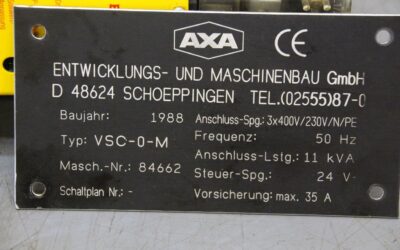 AXA CE
ENTWICKLUNGS- UND MASCHINENBAU GmbH
D 48624 SCHOEPPINGEN TEL.(02555)87-0
Baujahr: 1988 Anschluss-Spg.: 3x400V/230V/N/PE
Typ: VSC-0-M Frequenz: 50 Hz
Masch.-Nr.: 84662 Anschluss-Lstg.: 11 kVA
Steuer-Spg.: 24 V-
Schaltplan Nr.: - Vorsicherung: max. 35 A